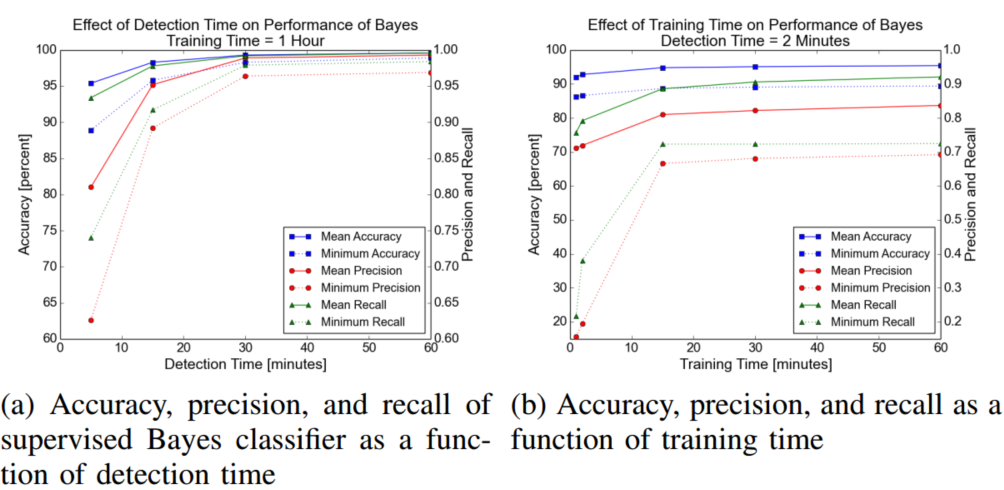 Effect of Detection Time on Performance of Bayes
Training Time = 1 Hour
100
95
90
85
80
75
70
65
60
Accuracy [percent]
1.00
0.95
0.90
0.85
0.80
0.75
0.70
0.65
0.60
Precision and Recall
Mean Accuracy
Minimum Accuracy
Mean Precision
Minimum Precision
Mean Recall
Minimum Recall
0 10 20 30 40 50 60
Detection Time [minutes]
Effect of Training Time on Performance of Bayes
Detection Time = 2 Minutes
100
90
80
70
60
50
40
30
20
Accuracy [percent]
1.0
0.9
0.8
0.7
0.6
0.5
0.4
0.3
0.2
Precision and Recall
Mean Accuracy
Minimum Accuracy
Mean Precision
Minimum Precision
Mean Recall
Minimum Recall
0 10 20 30 40 50 60
Training Time [minutes]
(a) Accuracy, precision, and recall of
supervised Bayes classifier as a func-
tion of detection time
(b) Accuracy, precision, and recall as a
function of training time